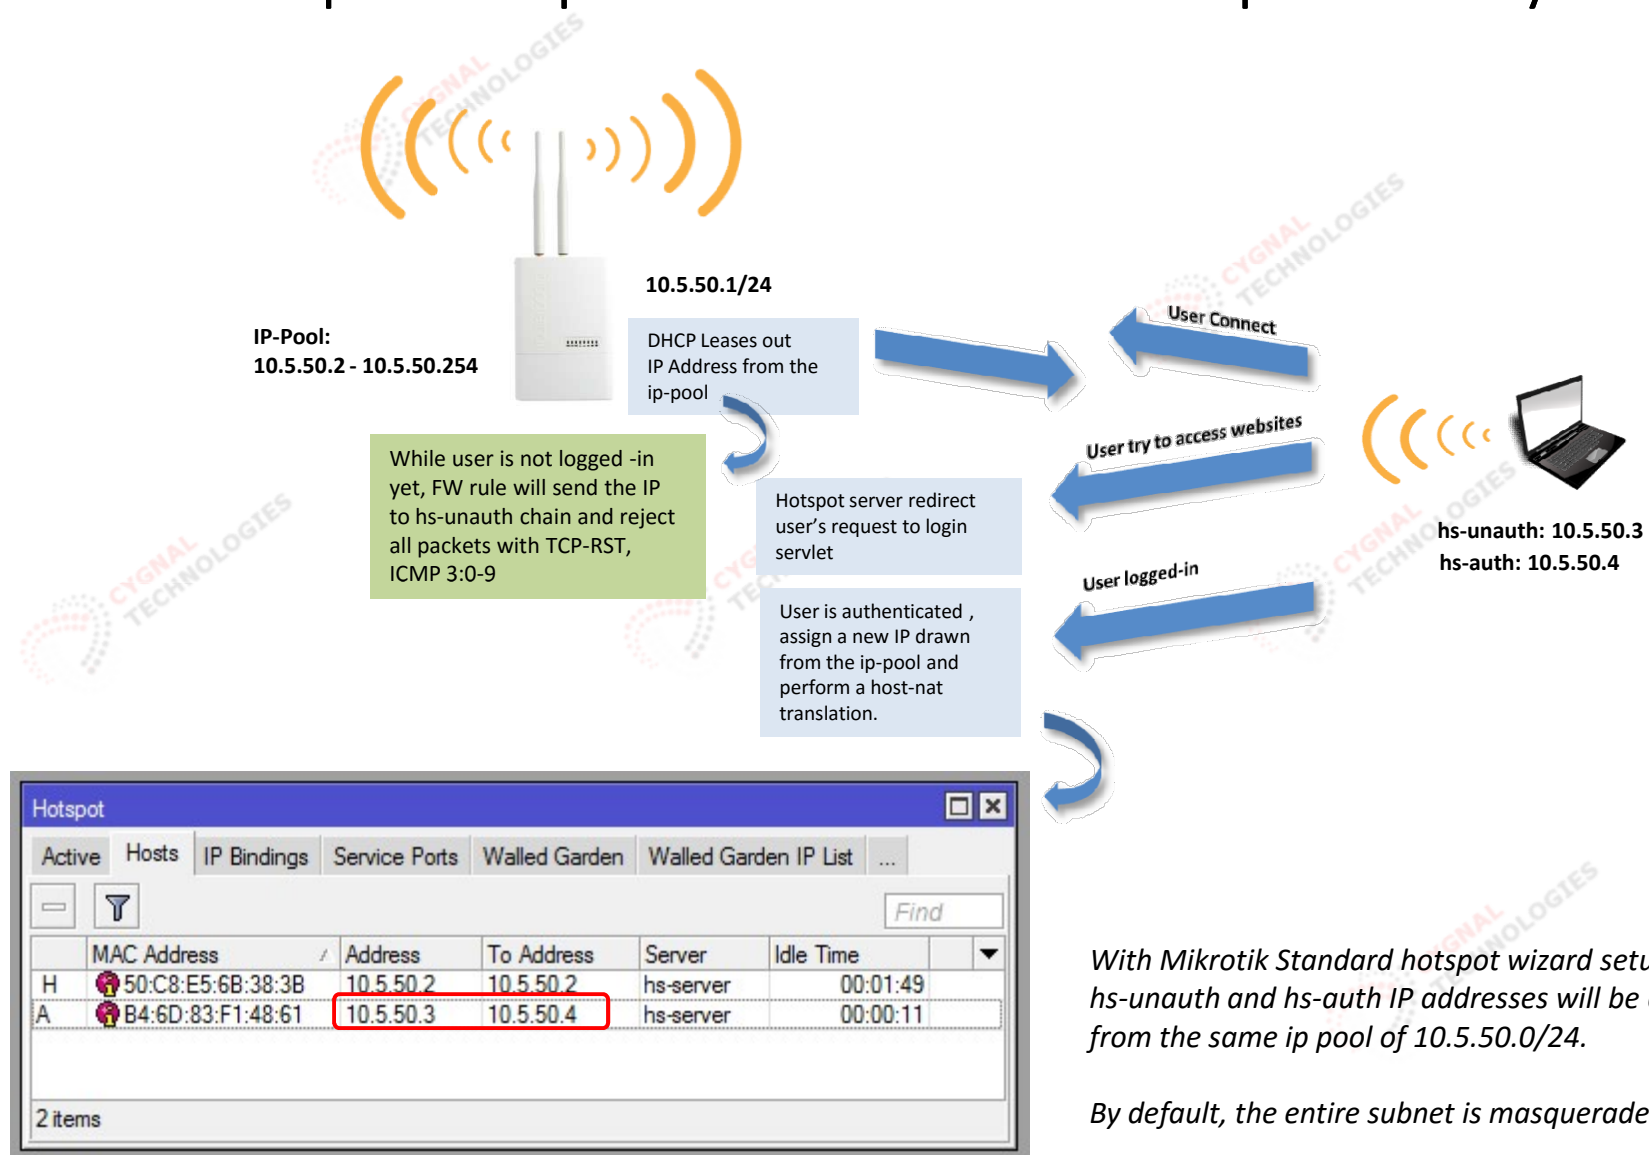 CYGNAL
TECHNOLOGIES
CYGNAL
TECHNOLOGIES
10.5.50.1/24
IP-Pool:
10.5.50.2 - 10.5.50.254
DHCP Leases out
IP Address from the
ip-pool
User Connect
While user is not logged -in
yet, FW rule will send the IP
to hs-unauth chain and reject
all packets with TCP-RST,
ICMP 3:0-9
User try to access websites
Hotspot server redirect
user's request to login
servlet
hs-unauth: 10.5.50.3
hs-auth: 10.5.50.4
CYGNAL
TECHNOLOGIES
CYGNAL
TECHNOLOGIES
User logged-in
User is authenticated ,
assign a new IP drawn
from the ip-pool and
perform a host-nat
translation.
Hotspot
Active Hosts IP Bindings Service Ports Walled Garden Walled Garden IP List ...
Find
MAC Address Address To Address Server Idle Time
H 50:C8:E5:6B:38:3B 10.5.50.2 10.5.50.2 hs-server 00:01:49
A B4:6D:83:F1:48:61 10.5.50.3 10.5.50.4 hs-server 00:00:11
2 items
With Mikrotik Standard hotspot wizard
hs-unauth and hs-auth IP addresses will be
from the same ip pool of 10.5.50.0/24.
By default, the entire subnet is